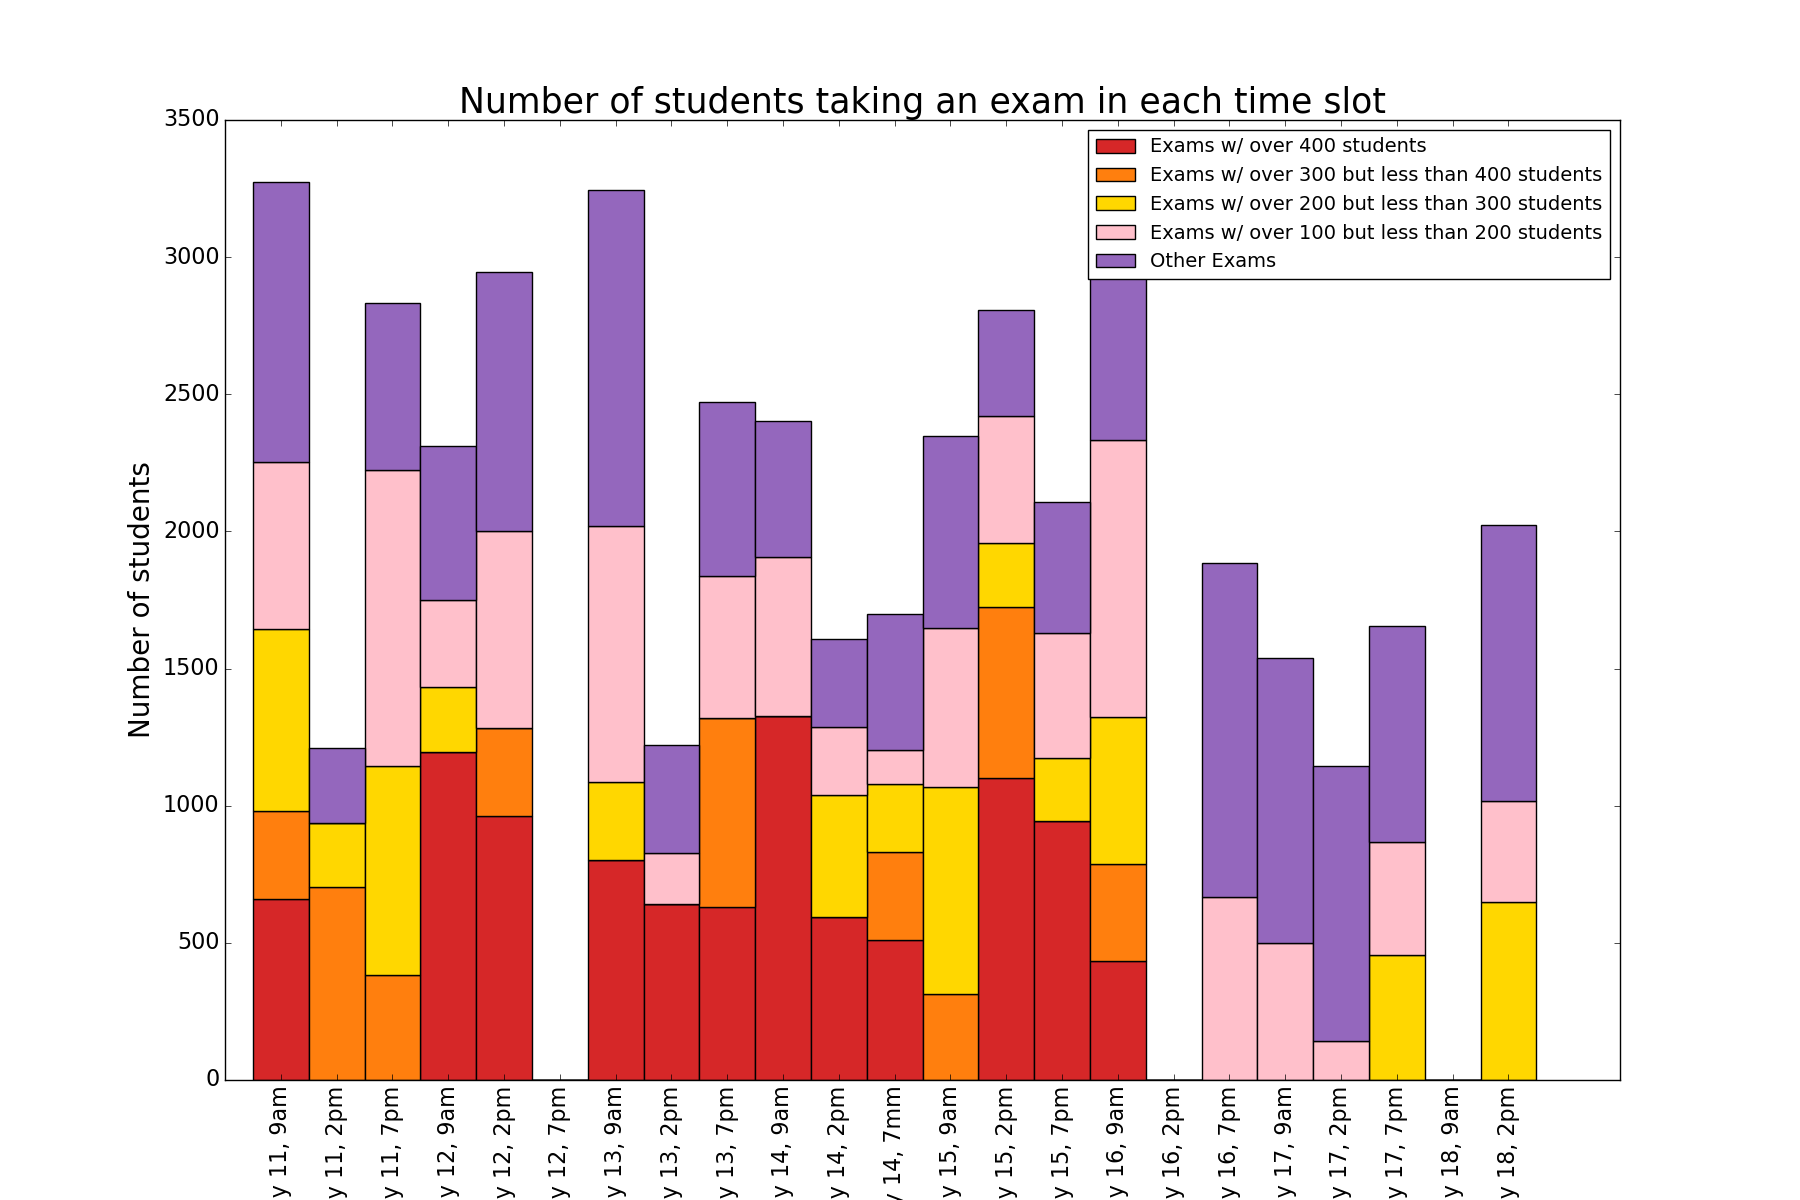 Number of students taking an exam in each time slot
Exams w/ over 400 students
Exams w/ over 300 but less than 400 students
Exams w/ over 200 but less than 300 students
Exams w/ over 100 but less than 200 students
Other Exams
Number of students
3500
3000
2500
2000
1500
1000
500
0
y 11, 9am
y 11, 2pm
y 11, 7pm
y 12, 9am
y 12, 2pm
y 12, 7pm
y 13, 9am
y 13, 2pm
y 13, 7pm
y 14, 9am
y 14, 2pm
y 14, 7mm
y 15, 9am
y 15, 2pm
y 15, 7pm
y 16, 9am
y 16, 2pm
y 16, 7pm
y 17, 9am
y 17, 2pm
y 17, 7pm
y 18, 9am
y 18, 2pm